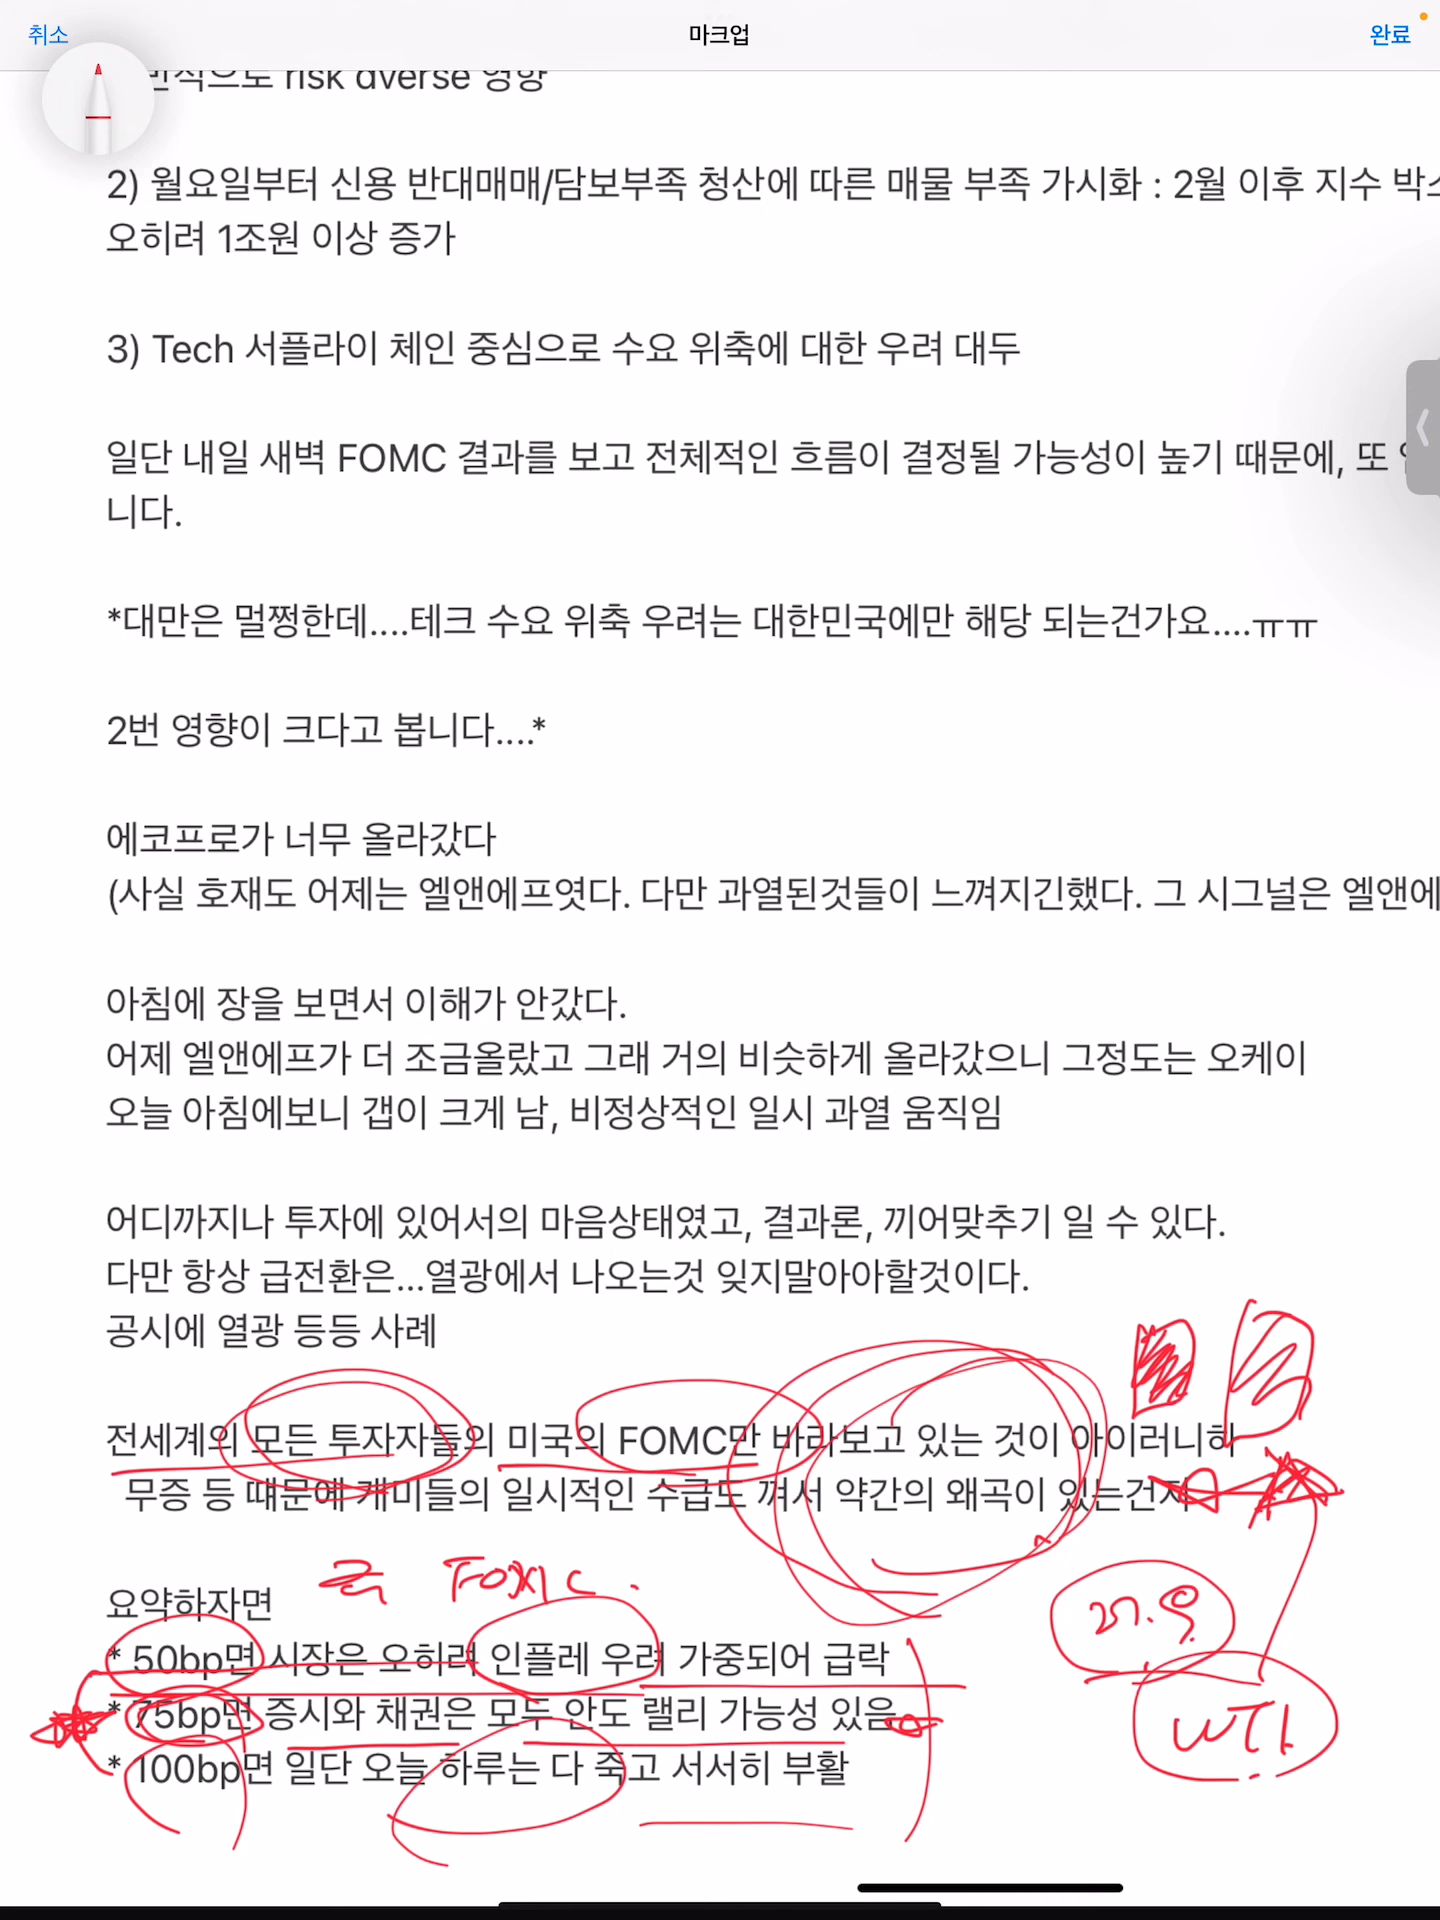 취소
마크업
완료
risk averse 영향
2) 월요일부터 신용 반대매매/담보부족 청산에 따른 매물 부족 가시화 : 2월 이후 지수
오히려 1조원 이상 증가
3) Tech 서플라이 체인 중심으로 수요 위축에 대한 우려 대두
일단 내일 새벽 FOMC 결과를 보고 전체적인 흐름이 결정될 가능성이 높기 때문에, 또
니다.
*대만은 멀쩡한데....테크 수요 위축 우려는 대한민국에만 해당 되는건가요....ㅠㅠ
2번 영향이 크다고 봅니다....*
에코프로가 너무 올라갔다
(사실 호재도 어제는 엘앤에프엿다. 다만 과열된것들이 느껴지긴했다. 그 시그널은 엘앤에
아침에 장을 보면서 이해가 안갔다.
어제 엘앤에프가 더 조금올랐고 그래 거의 비슷하게 올라갔으니 그정도는 오케이
오늘 아침에보니 갭이 크게 남, 비정상적인 일시 과열 움직임
어디까지나 투자에 있어서의 마음상태였고, 결과론, 끼어맞추기 일 수 있다.
다만 항상 급전환은...열광에서 나오는것 잊지말아아할것이다.
공시에 열광 등등 사례
전세계의 모든 투자자들의 미국의 FOMC만 바라보고 있는 것이 아이러니하
무증 등 때문에 개미들의 일시적인 수급도 껴서 약간의 왜곡이 있는건지
FOMC.
요약하자면
* 50bp면 시장은 오히려 인플레 우려 가중되어 급락
* 75bp면 증시와 채권은 모두 안도 랠리 가능성 있음
* 100bp면 일단 오늘 하루는 다 죽고 서서히 부활